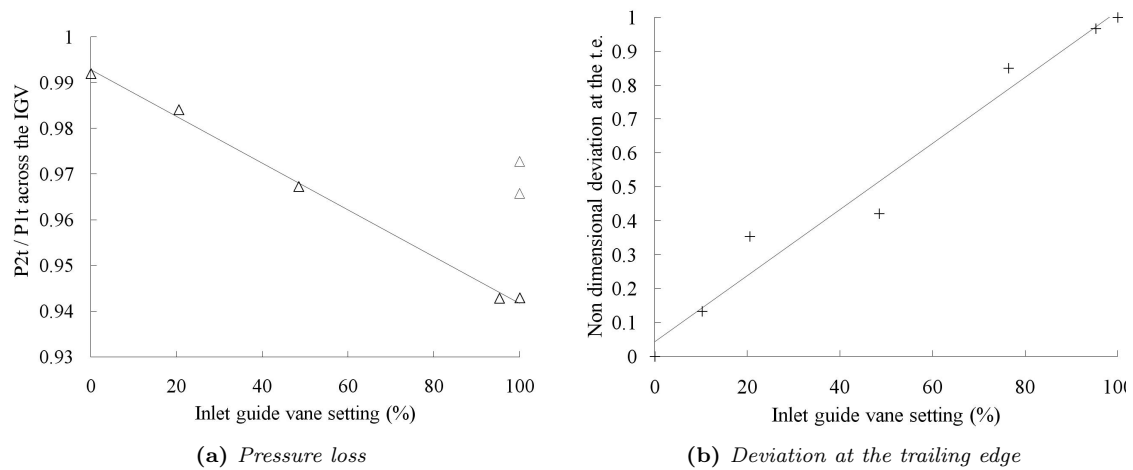 1
0.99
0.98
0.97
0.96
0.95
0.94
0.93
P2t / P1t across the IGV
0 20 40 60 80 100
Inlet guide vane setting (%)
(a) Pressure loss
1
0.9
0.8
0.7
0.6
0.5
0.4
0.3
0.2
0.1
0
Non dimensional deviation at the t.e.
0 20 40 60 80 100
Inlet guide vane setting (%)
(b) Deviation at the trailing edge